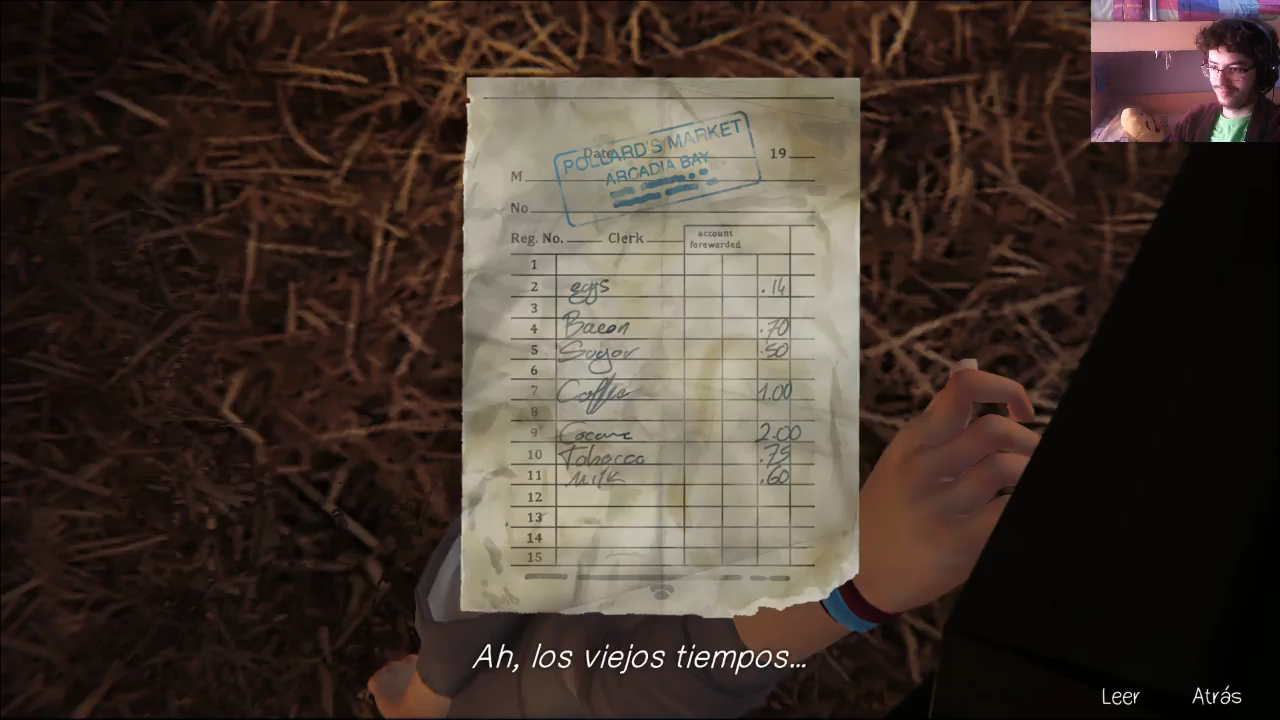 POLLARD'S MARKET
ARCADIA BAY
Date 19
M
No
Reg. No. Clerk account forewarded
1
2 eggs .14
3
4 Bacon .70
5 Sugar .50
6
7 Coffee 1.00
8
9 2.00
10 Tobacco .75
11 Milk .60
12
13
14
15
Ah, los viejos tiempos...
Leer Atrás